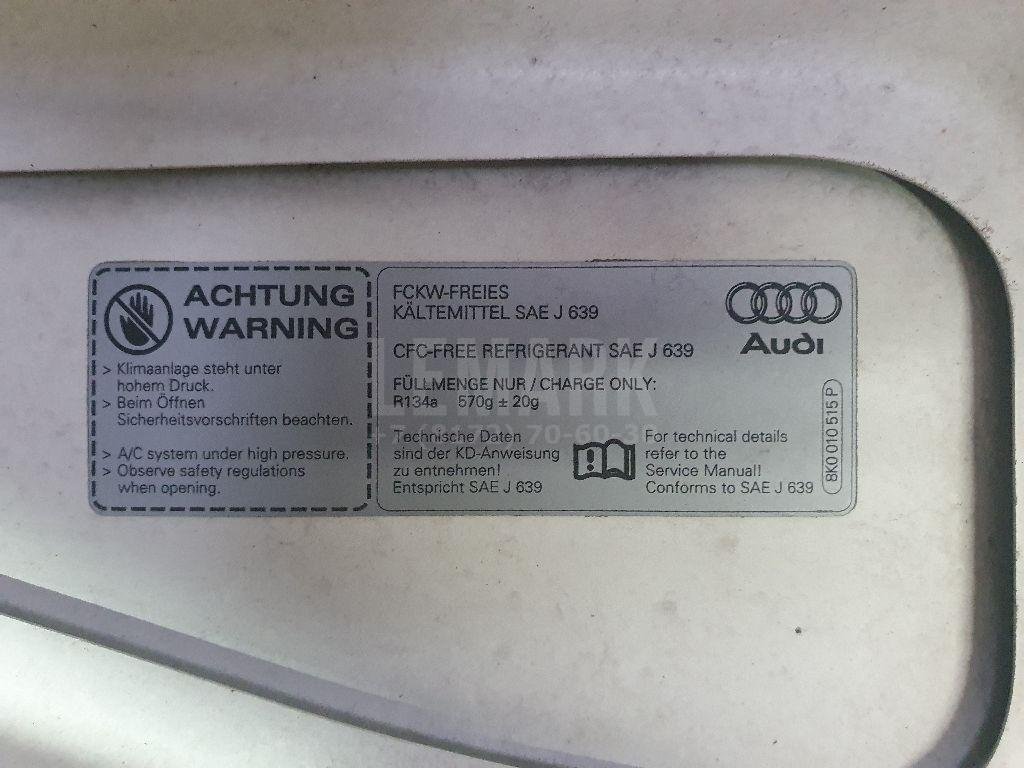 ACHTUNG
WARNING
> Klimaanlage steht unter
hohem Druck.
> Beim Öffnen
Sicherheitsvorschriften beachten.
> A/C system under high pressure.
> Observe safety regulations
when opening.
FCKW-FREIES
KÄLTEMITTEL SAE J 639
CFC-FREE REFRIGERANT SAE J 639
FÜLLMENGE NUR / CHARGE ONLY:
R134a 570g ± 20g
Technische Daten
sind der KD-Anweisung
zu entnehmen!
Entspricht SAE J 639
For technical details
refer to the
Service Manual!
Conforms to SAE J 639
Audi
8K0 010 515 P
LEMARK